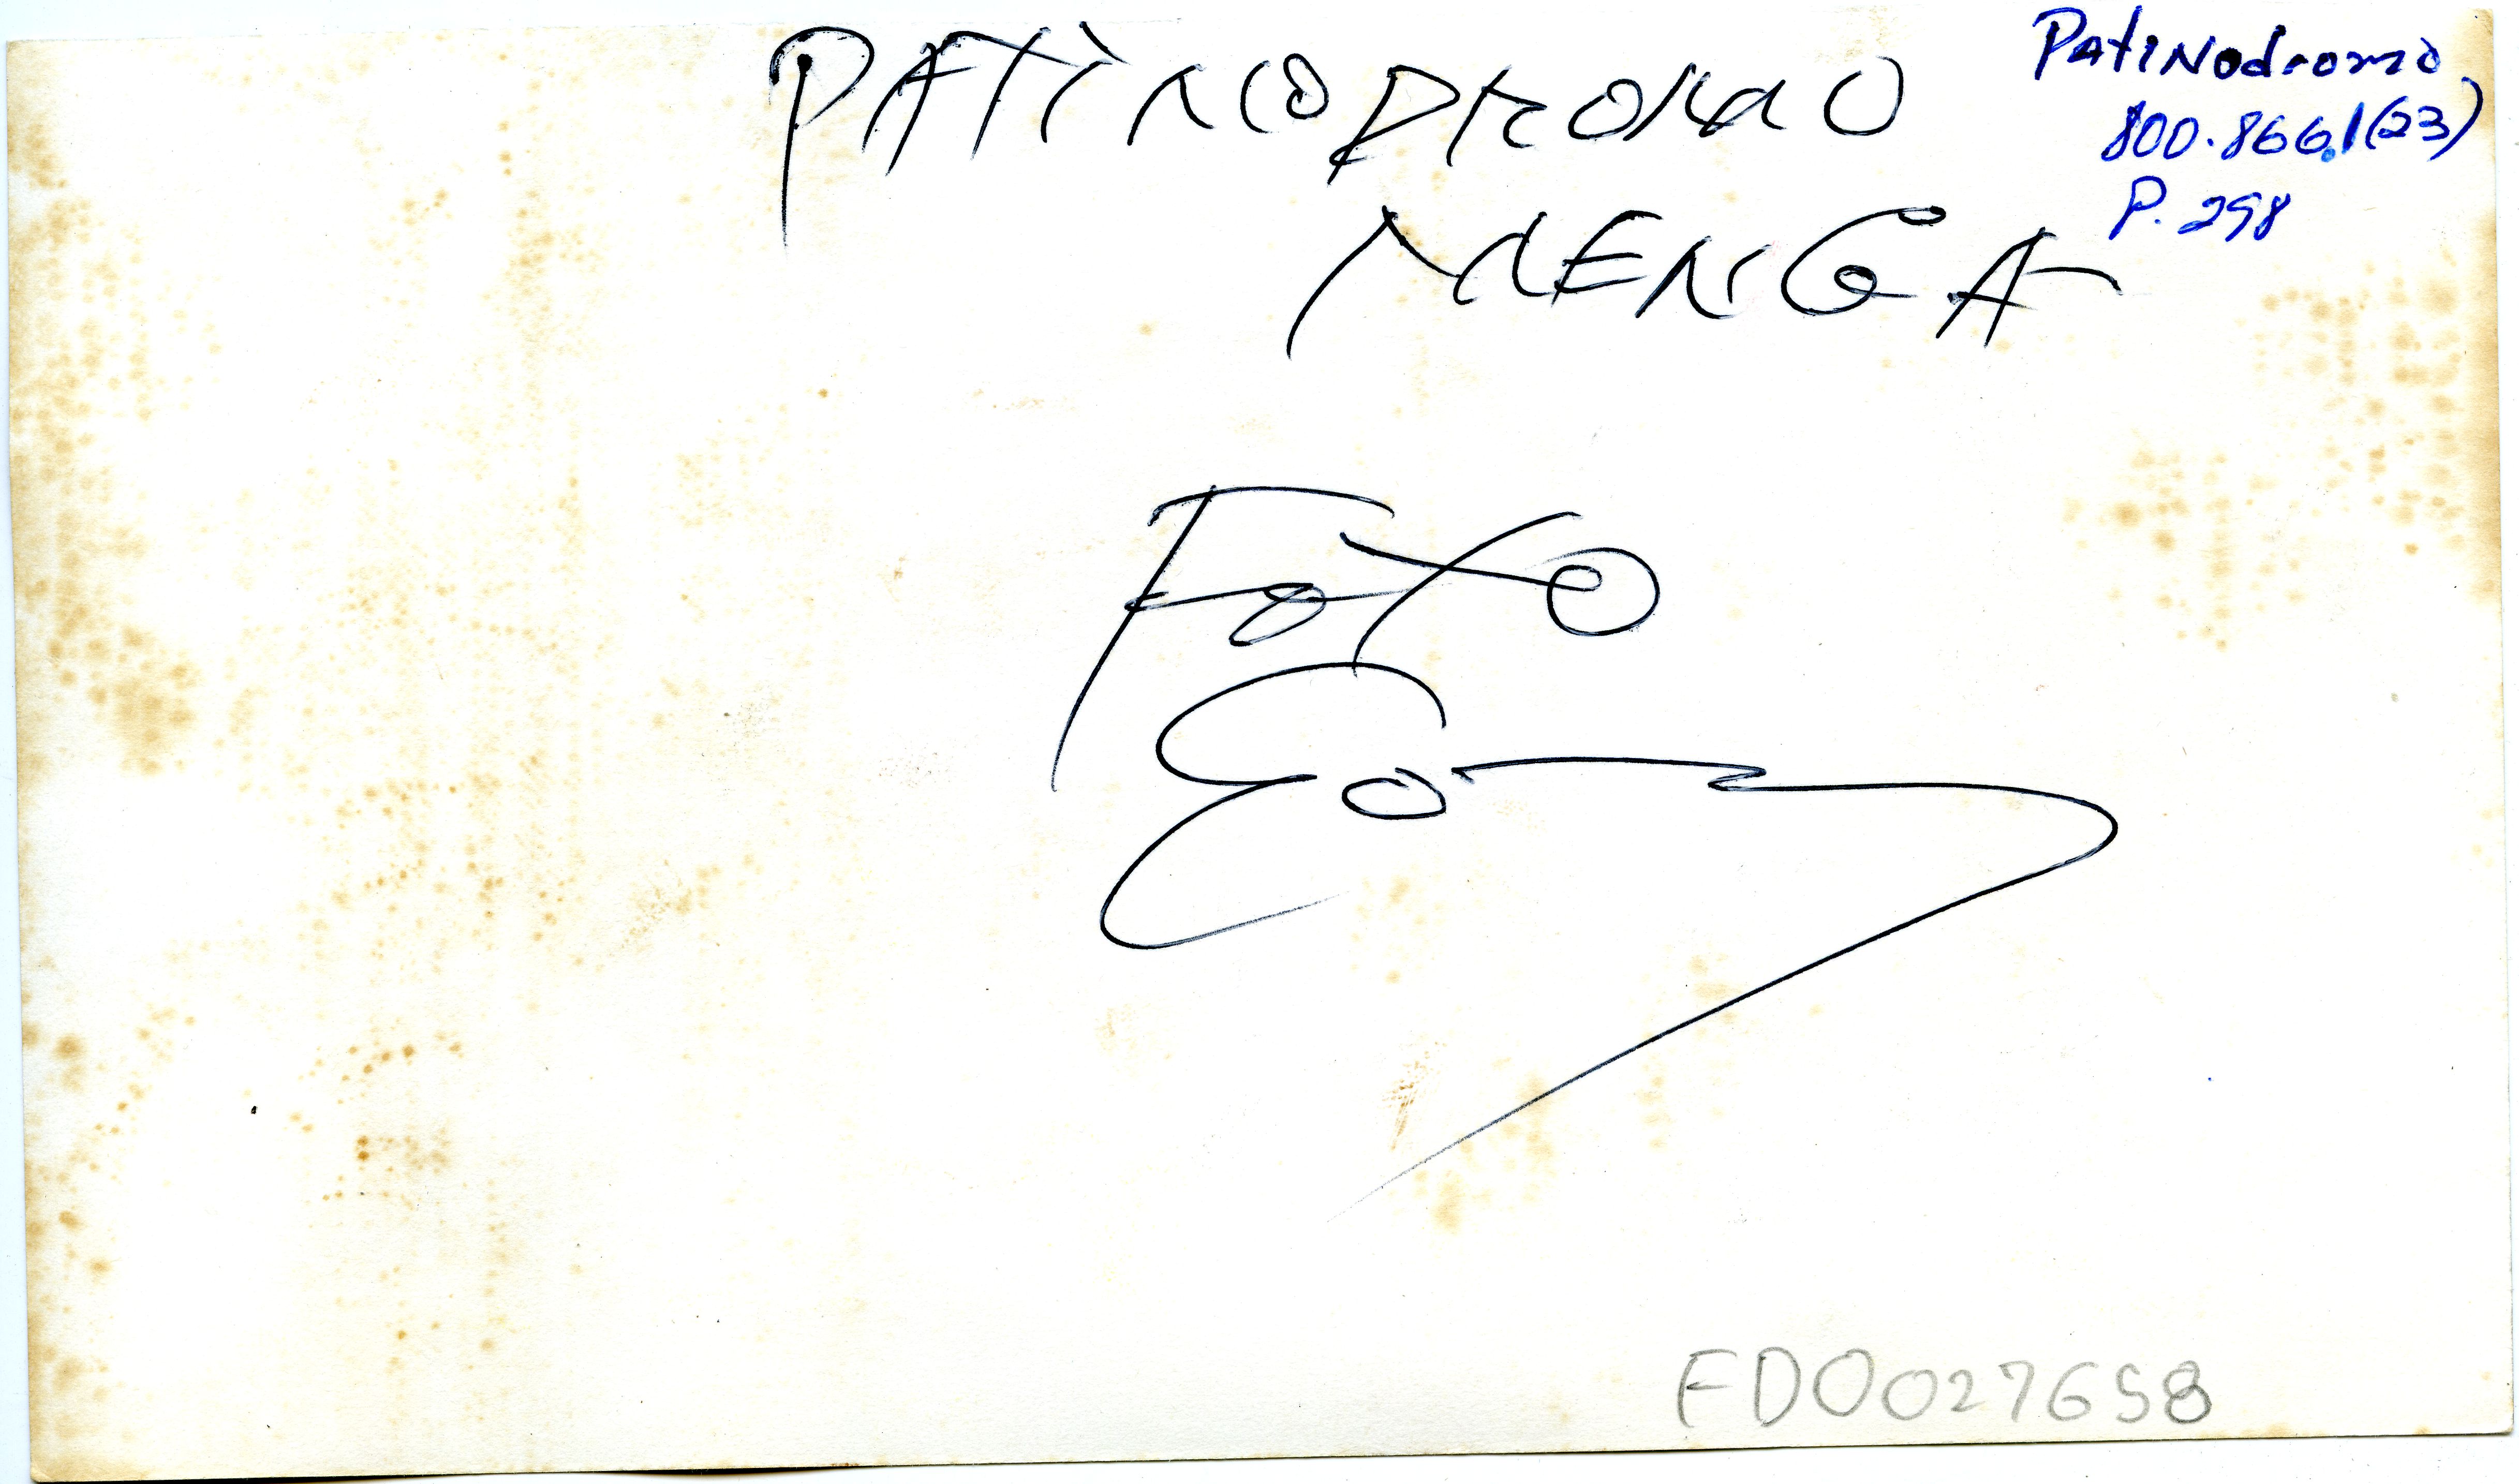 PATINODROMO
MENGA
Patinodromo
800.866.1(23)
P. 298
Foto
FD0027658